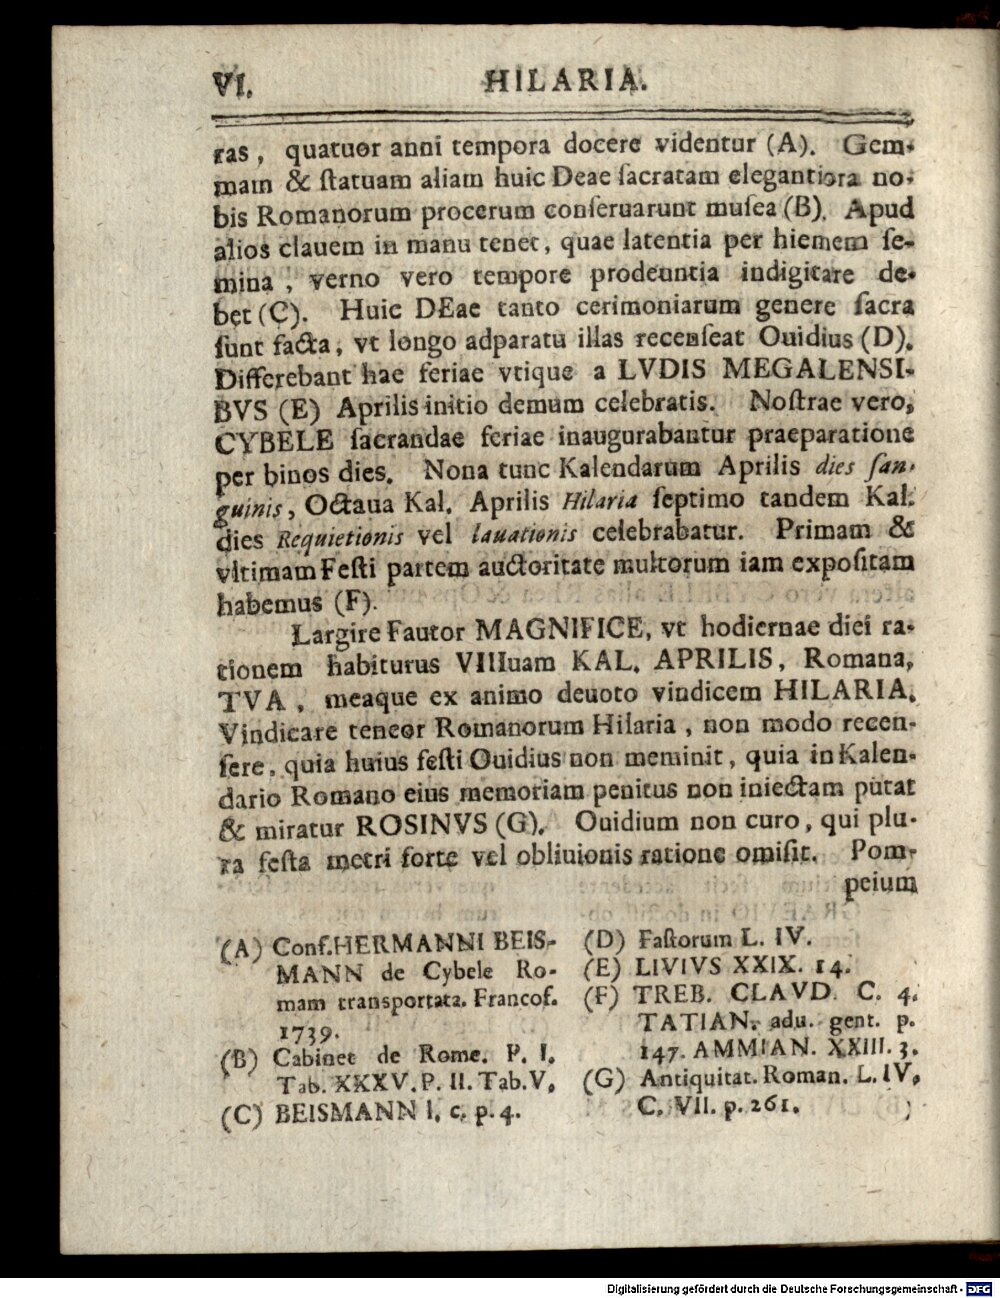 VI. HILARIA.
ras, quatuor anni tempora docere videntur (A). Gem-
mam & ſtatuam aliam huic Deae ſacratam elegantiora no-
bis Romanorum procerum conſeruarunt muſea (B). Apud
alios clauem in manu tenet, quae latentia per hiemem ſe-
mina, verno vero tempore prodeuntia indigitare de-
bet (C). Huic DEae tanto cerimoniarum genere ſacra
ſunt facta, vt longo adparatu illas recenſeat Ouidius (D).
Differebant hae feriae vtique a LVDIS MEGALENSI-
BVS (E) Aprilis initio demum celebratis. Noſtrae vero,
CYBELE ſacrandae feriae inaugurabantur praeparatione
per binos dies. Nona tunc Kalendarum Aprilis dies ſan-
guinis, Octaua Kal. Aprilis Hilaria ſeptimo tandem Kal.
dies Requietionis vel lauationis celebrabatur. Primam &
vltimam Feſti partem auctoritate multorum iam expoſitam
habemus (F).
Largire Fautor MAGNIFICE, vt hodiernae diei ra-
tionem habiturus VIIIuam KAL. APRILIS, Romana,
TVA, meaque ex animo deuoto vindicem HILARIA.
Vindicare teneor Romanorum Hilaria, non modo recen-
ſere, quia huius feſti Ouidius non meminit, quia in Kalen-
dario Romano eius memoriam penitus non iniectam putat
& miratur ROSINVS (G). Ouidium non curo, qui plu-
ra feſta metri forte vel obliuionis ratione omiſit. Pom-
peium
(A) Conf. HERMANNI BEIS-
MANN de Cybele Ro-
mam transportata. Francof.
1739.
(B) Cabinet de Rome. P. I.
Tab. XXXV. P. II. Tab. V.
(C) BEISMANN l. c. p. 4.
(D) Faſtorum L. IV.
(E) LIVIVS XXIX. 14.
(F) TREB. CLAVD. C. 4.
TATIAN. adu. gent. p.
147. AMMIAN. XXIII. 3.
(G) Antiquitat. Roman. L. IV.
C. VII. p. 261.
Digitalisierung gefördert durch die Deutsche Forschungsgemeinschaft - DFG